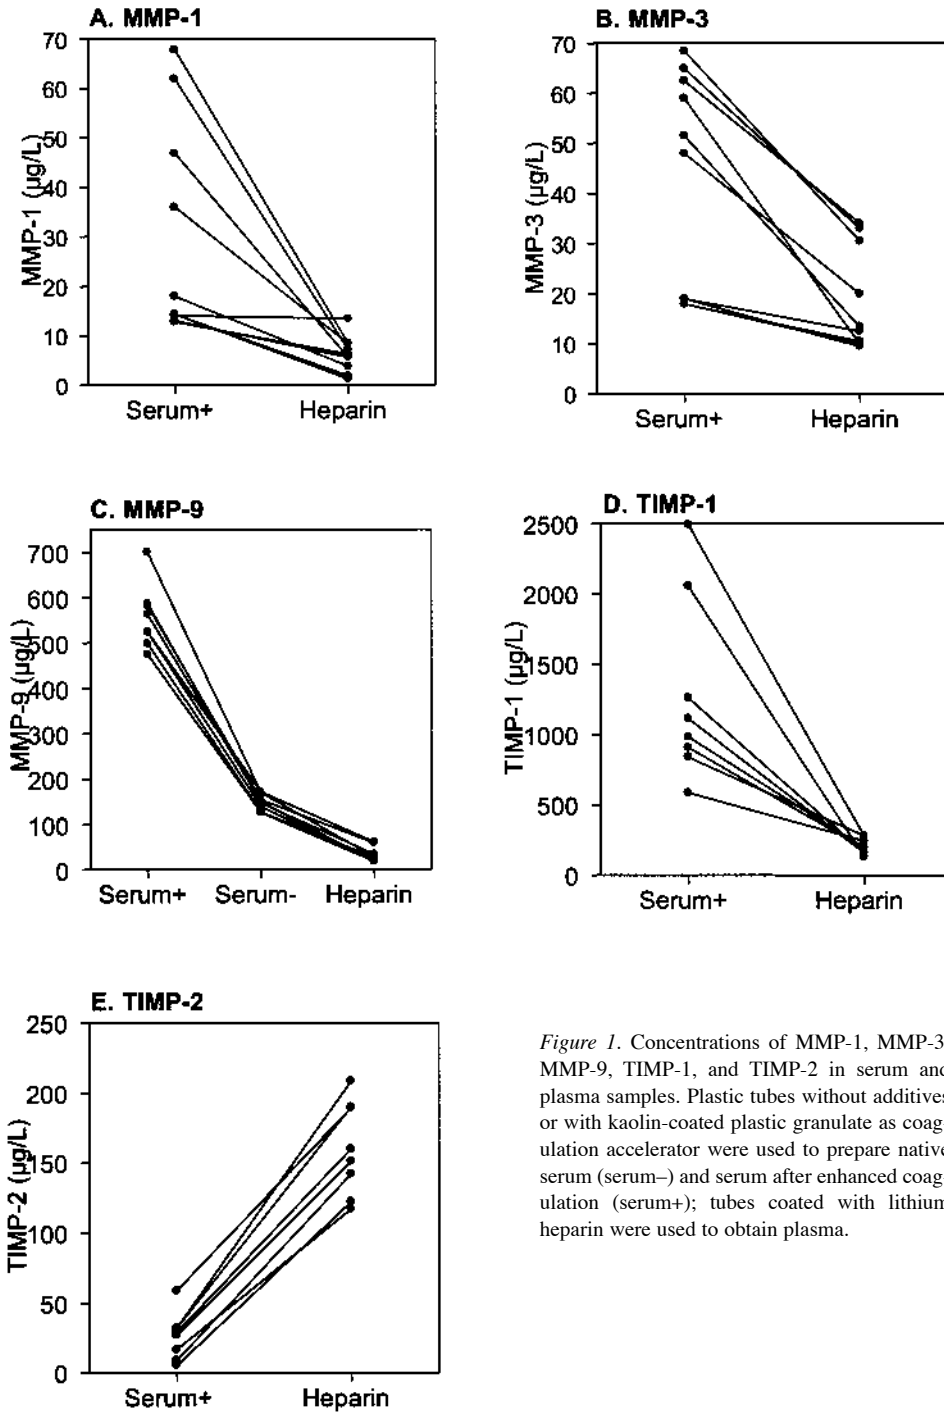 A. MMP-1
70
60
50
40
30
20
10
0
MMP-1 (µg/L)
Serum+ Heparin
B. MMP-3
70
60
50
40
30
20
10
0
MMP-3 (µg/L)
Serum+ Heparin
C. MMP-9
700
600
500
400
300
200
100
0
MMP-9 (µg/L)
Serum+ Serum- Heparin
D. TIMP-1
2500
2000
1500
1000
500
0
TIMP-1 (µg/L)
Serum+ Heparin
E. TIMP-2
250
200
150
100
50
0
TIMP-2 (µg/L)
Serum+ Heparin
Figure 1. Concentrations of MMP-1, MMP-3
MMP-9, TIMP-1, and TIMP-2 in serum and
plasma samples. Plastic tubes without additives
or with kaolin-coated plastic granulate as coag-
ulation accelerator were used to prepare native
serum (serum–) and serum after enhanced coag-
ulation (serum+); tubes coated with lithium
heparin were used to obtain plasma.